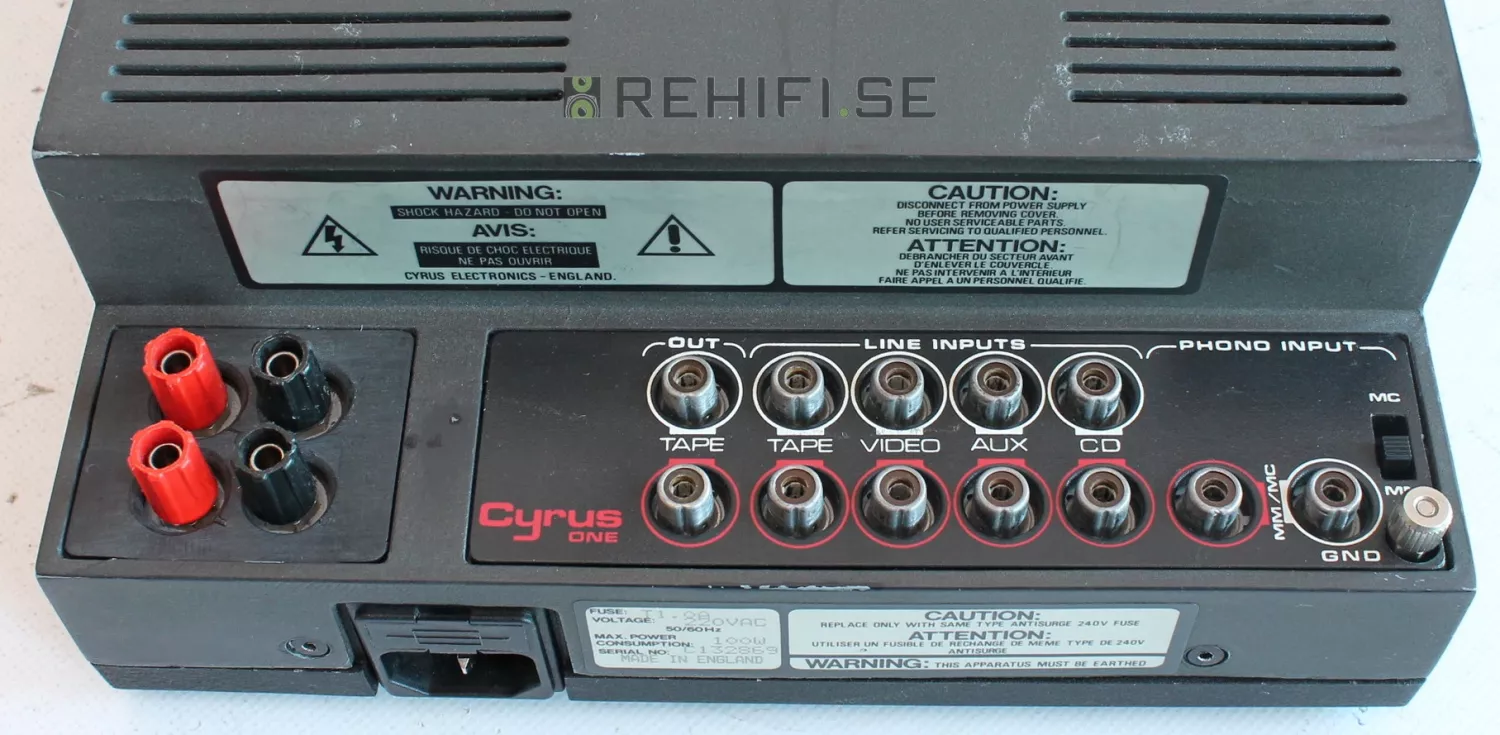 REHIFI.SE
WARNING:
SHOCK HAZARD - DO NOT OPEN
AVIS:
RISQUE DE CHOC ELECTRIQUE
NE PAS OUVRIR
CYRUS ELECTRONICS - ENGLAND.
CAUTION:
DISCONNECT FROM POWER SUPPLY
BEFORE REMOVING COVER.
NO USER SERVICEABLE PARTS.
REFER SERVICING TO QUALIFIED PERSONNEL.
ATTENTION:
DEBRANCHER DU SECTEUR AVANT
D'ENLEVER LE COUVERCLE.
NE PAS INTERVENIR A L'INTERIEUR
FAIRE APPEL A UN PERSONNEL QUALIFIE.
OUT
LINE INPUTS
PHONO INPUT
MC
TAPE
TAPE
VIDEO
AUX
CD
MM/MC
Cyrus
ONE
GND
FUSE:
VOLTAGE: 220VAC
50/60Hz
MAX. POWER
CONSUMPTION: 100W
SERIAL NO: C132869
MADE IN ENGLAND
CAUTION:
REPLACE ONLY WITH SAME TYPE ANTISURGE 240V FUSE
ATTENTION:
UTILISER UN FUSIBLE DE RECHANGE DE MEME TYPE DE 240V
ANTISURGE
WARNING: THIS APPARATUS MUST BE EARTHED